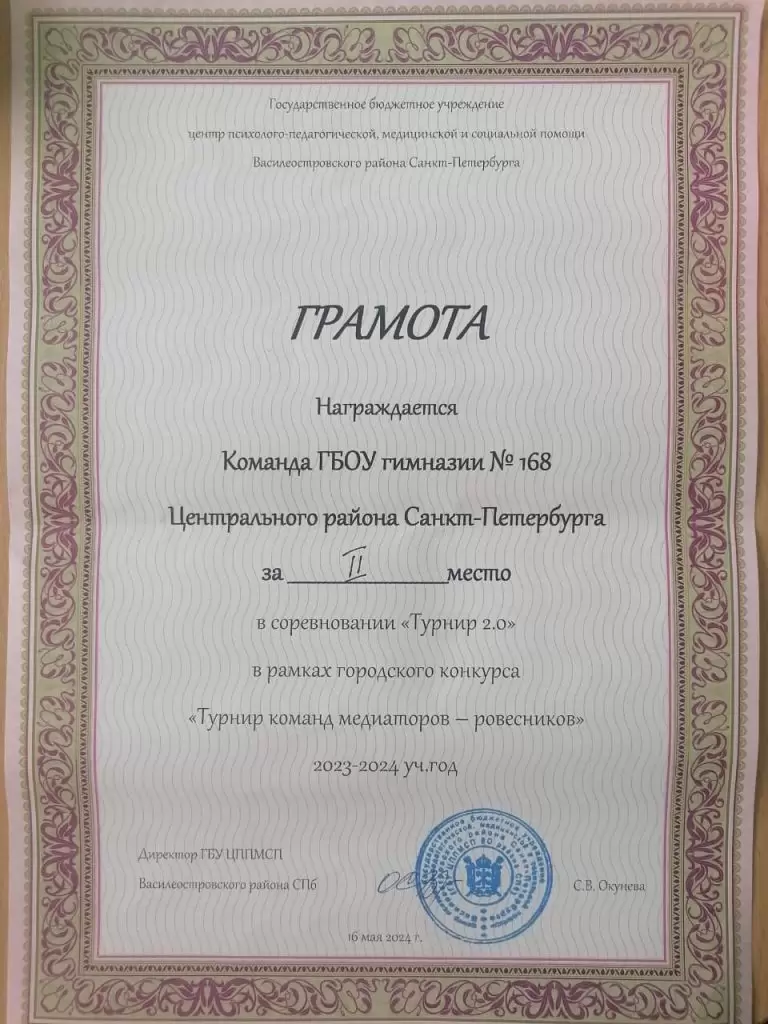 Государственное бюджетное учреждение
центр психолого-педагогической, медицинской и социальной помощи
Василеостровского района Санкт-Петербурга
ГРАМОТА
Награждается
Команда ГБОУ гимназии № 168
Центрального района Санкт-Петербурга
за II место
в соревновании «Турнир 2.0»
в рамках городского конкурса
«Турнир команд медиаторов – ровесников»
2023-2024 уч.год
Директор ГБУ ЦППМСП
Василеостровского района СПб
С.В. Окунева
16 мая 2024 г.